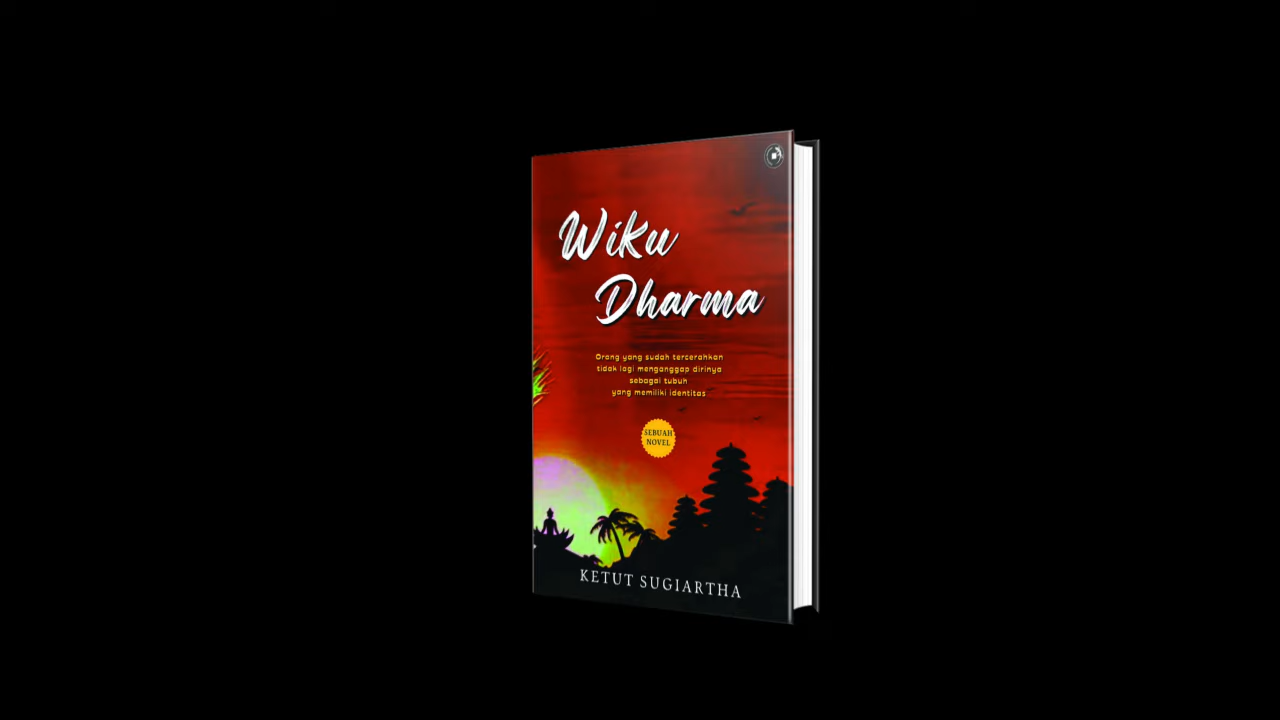 Wiku
Dharma
Orang yang sudah tercerahkan
tidak lagi menganggap dirinya
sebagai tubuh
yang memiliki identitas
SEBUAH
NOVEL
KETUT SUGIARTHA